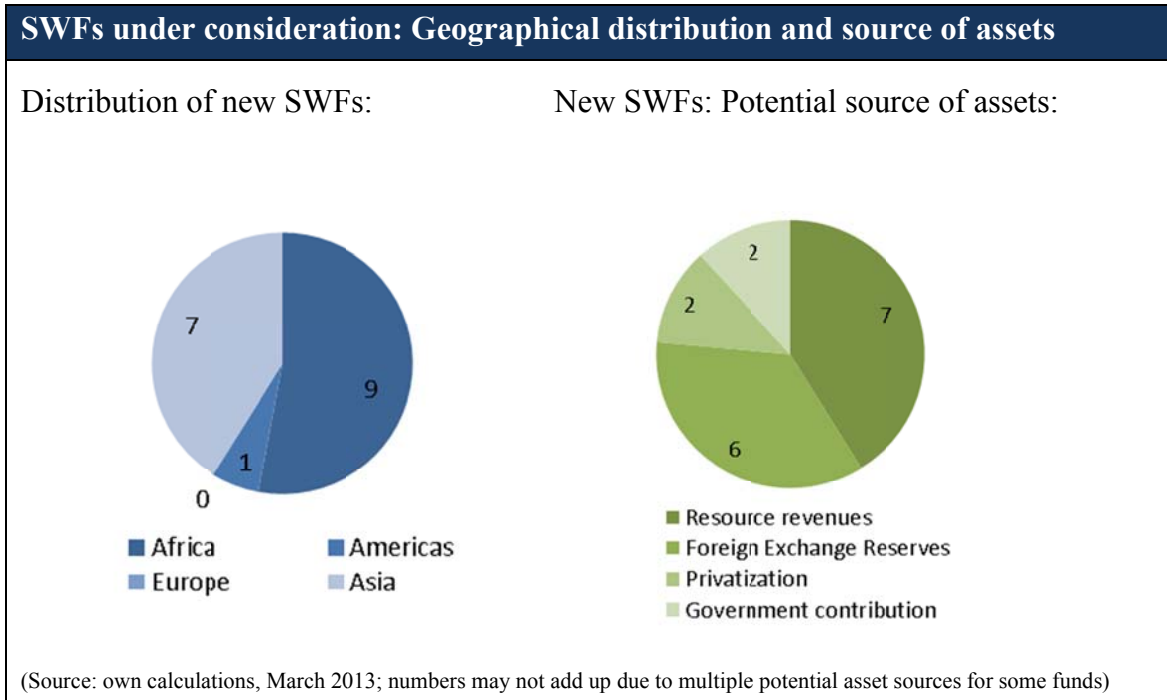 SWFs under consideration: Geographical distribution and source of assets
Distribution of new SWFs:
New SWFs: Potential source of assets:
7
9
1
0
Africa
Americas
Europe
Asia
2
2
7
6
Resource revenues
Foreign Exchange Reserves
Privatization
Government contribution
(Source: own calculations, March 2013; numbers may not add up due to multiple potential asset sources for some funds)